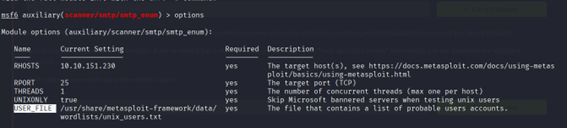 msf6 auxiliary(scanner/smtp/smtp_enum) > options
Module options (auxiliary/scanner/smtp/smtp_enum):
Name Current Setting Required Description
RHOSTS 10.10.151.230 yes The target host(s), see https://docs.metasploit.com/docs/using-metas
ploit/basics/using-metasploit.html
RPORT 25 yes The target port (TCP)
THREADS 1 yes The number of concurrent threads (max one per host)
UNIXONLY true yes Skip Microsoft bannered servers when testing unix users
USER_FILE /usr/share/metasploit-framework/data/ yes The file that contains a list of probable users accounts.
wordlists/unix_users.txt